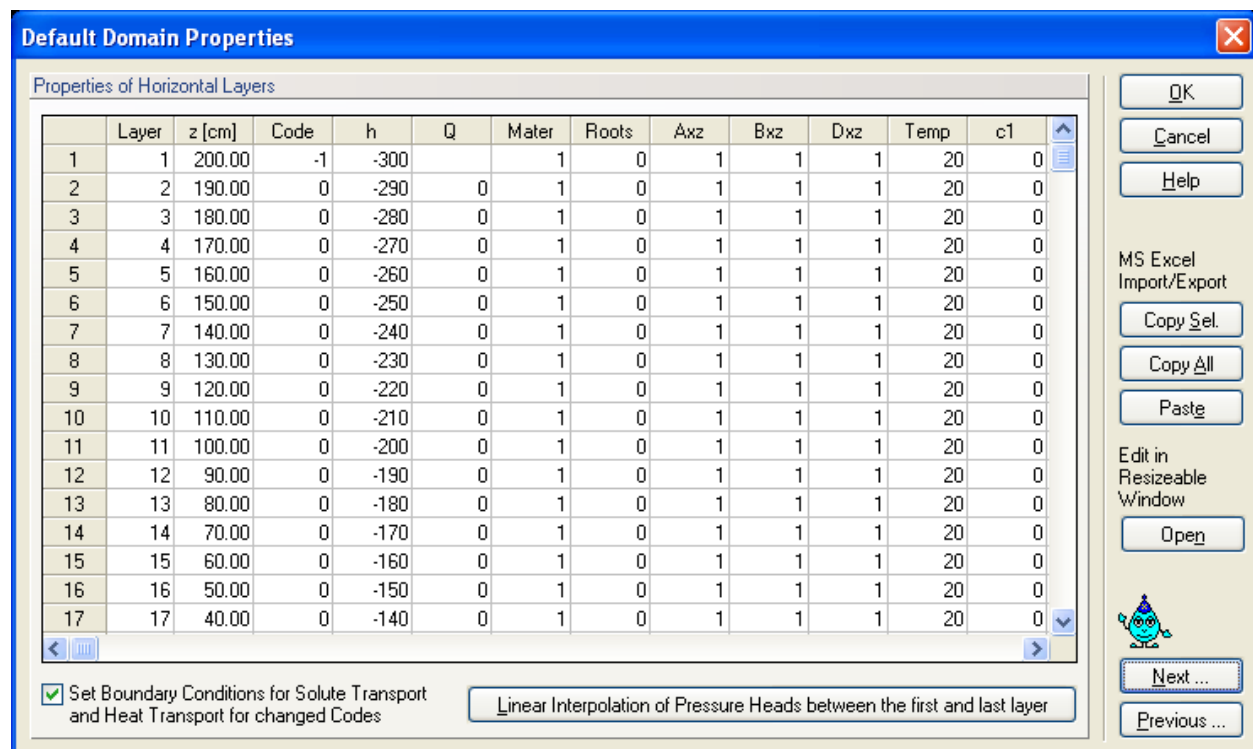 Default Domain Properties
Properties of Horizontal Layers
Layer z [cm] Code h Q Mater Roots Axz Bxz Dxz Temp c1
1 1 200.00 -1 -300 1 0 1 1 1 20 0
2 2 190.00 0 -290 0 1 0 1 1 1 20 0
3 3 180.00 0 -280 0 1 0 1 1 1 20 0
4 4 170.00 0 -270 0 1 0 1 1 1 20 0
5 5 160.00 0 -260 0 1 0 1 1 1 20 0
6 6 150.00 0 -250 0 1 0 1 1 1 20 0
7 7 140.00 0 -240 0 1 0 1 1 1 20 0
8 8 130.00 0 -230 0 1 0 1 1 1 20 0
9 9 120.00 0 -220 0 1 0 1 1 1 20 0
10 10 110.00 0 -210 0 1 0 1 1 1 20 0
11 11 100.00 0 -200 0 1 0 1 1 1 20 0
12 12 90.00 0 -190 0 1 0 1 1 1 20 0
13 13 80.00 0 -180 0 1 0 1 1 1 20 0
14 14 70.00 0 -170 0 1 0 1 1 1 20 0
15 15 60.00 0 -160 0 1 0 1 1 1 20 0
16 16 50.00 0 -150 0 1 0 1 1 1 20 0
17 17 40.00 0 -140 0 1 0 1 1 1 20 0
Set Boundary Conditions for Solute Transport
and Heat Transport for changed Codes
Linear Interpolation of Pressure Heads between the first and last layer
OK
Cancel
Help
MS Excel
Import/Export
Copy Sel.
Copy All
Paste
Edit in
Resizeable
Window
Open
Next ...
Previous ...